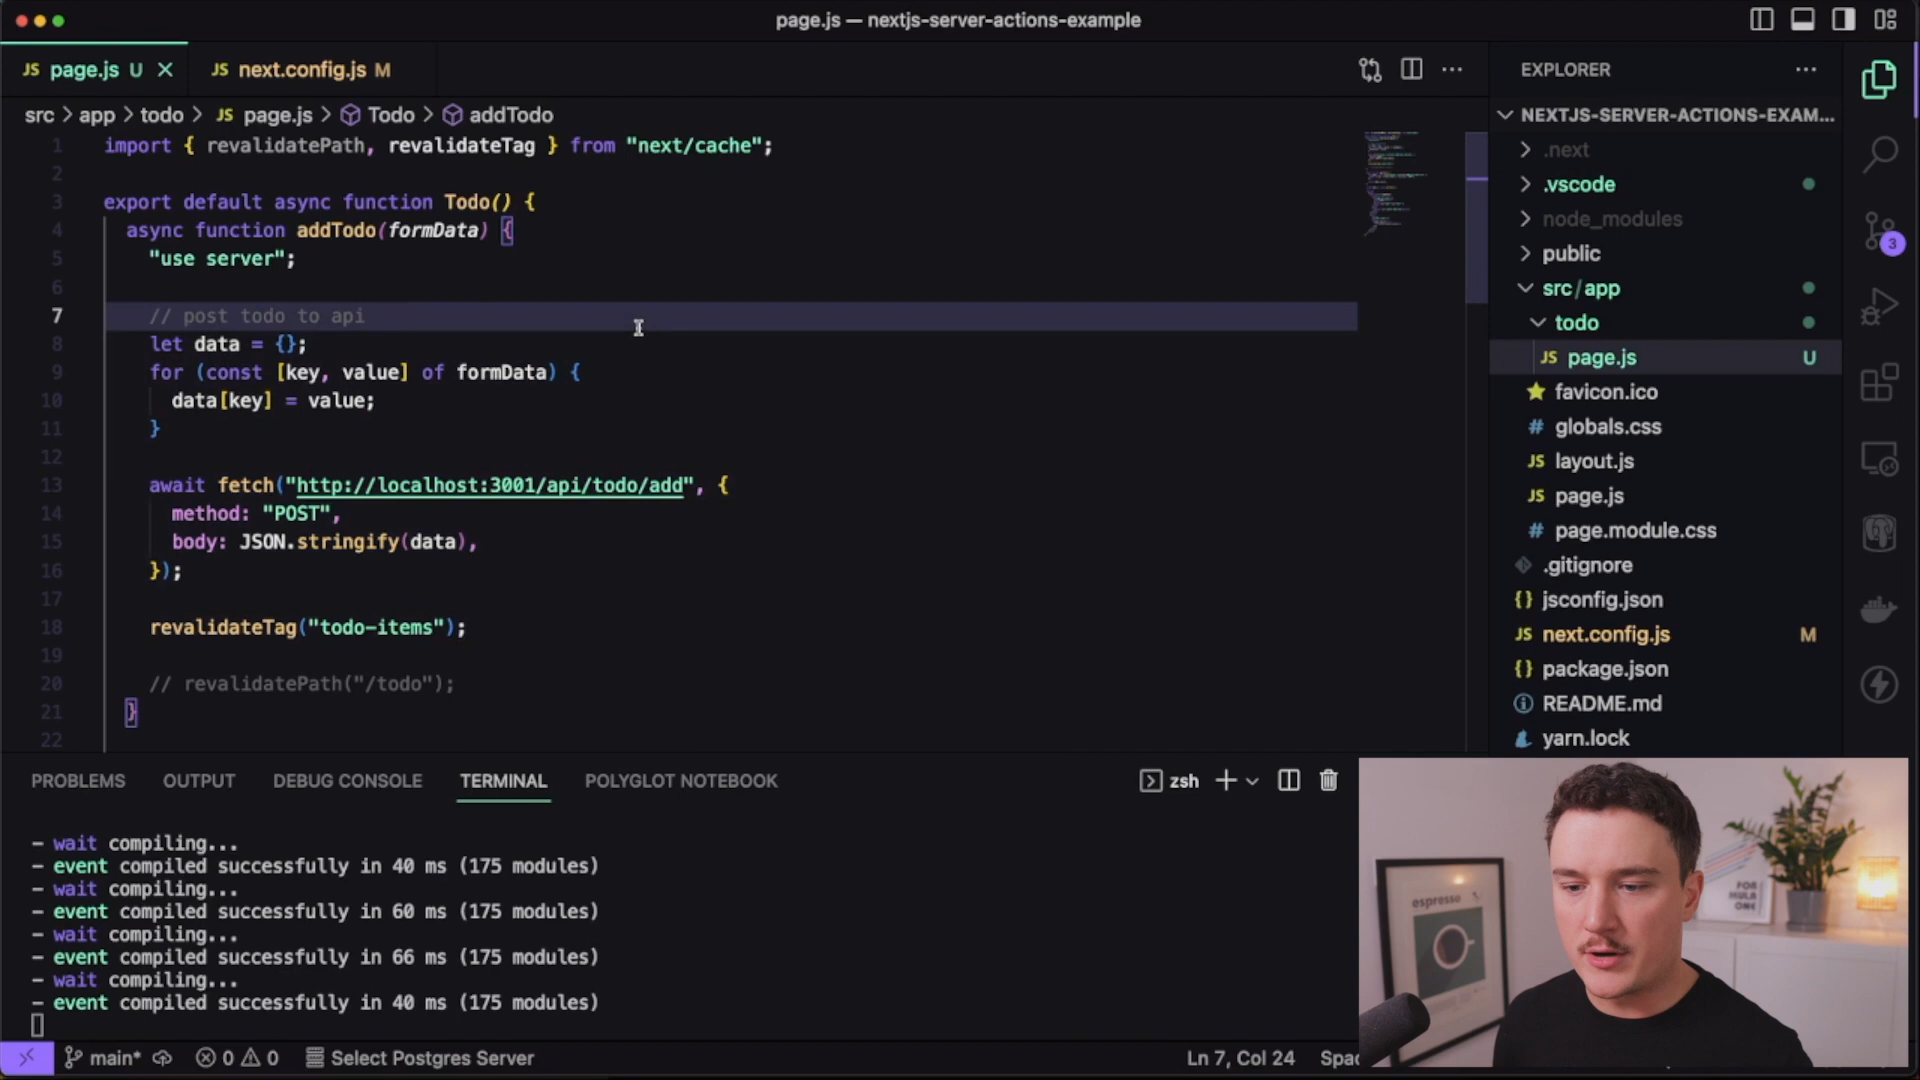 page.js — nextjs-server-actions-example
JS page.js U
JS next.config.js M
src > app > todo > JS page.js > Todo > addTodo
1 import { revalidatePath, revalidateTag } from "next/cache";
2
3 export default async function Todo() {
4 async function addTodo(formData) {
5 "use server";
6
7 // post todo to api
8 let data = {};
9 for (const [key, value] of formData) {
10 data[key] = value;
11 }
12
13 await fetch("http://localhost:3001/api/todo/add", {
14 method: "POST",
15 body: JSON.stringify(data),
16 });
17
18 revalidateTag("todo-items");
19
20 // revalidatePath("/todo");
21 }
22
EXPLORER
NEXTJS-SERVER-ACTIONS-EXAM...
.next
.vscode
node_modules
public
src/app
todo
JS page.js U
favicon.ico
# globals.css
JS layout.js
JS page.js
# page.module.css
.gitignore
{} jsconfig.json
JS next.config.js M
{} package.json
README.md
yarn.lock
3
PROBLEMS OUTPUT DEBUG CONSOLE TERMINAL POLYGLOT NOTEBOOK
zsh
- wait compiling...
- event compiled successfully in 40 ms (175 modules)
- wait compiling...
- event compiled successfully in 60 ms (175 modules)
- wait compiling...
- event compiled successfully in 66 ms (175 modules)
- wait compiling...
- event compiled successfully in 40 ms (175 modules)
espresso
FOR
MULA
ONE
main* 0 0 Select Postgres Server
Ln 7, Col 24 Spac